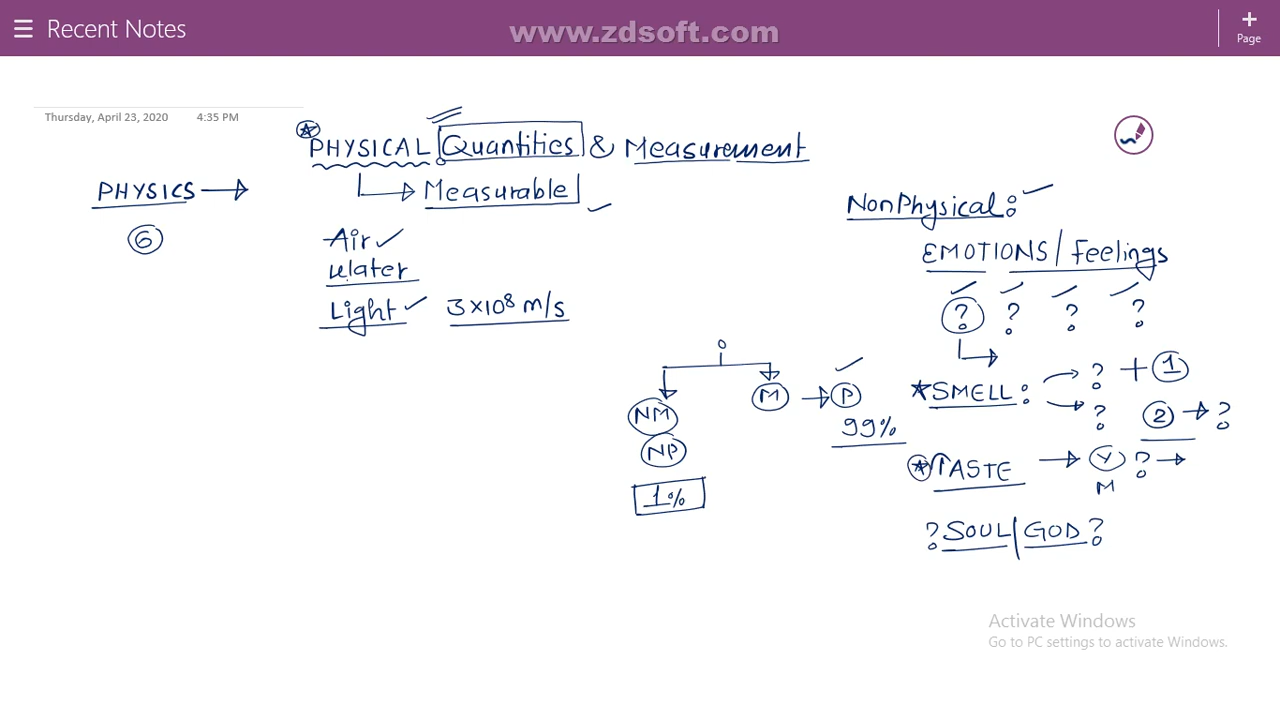 Recent Notes
www.zdsoft.com
+
Page
Thursday, April 23, 2020 4:35 PM
PHYSICAL Quantities & Measurement
PHYSICS →
→ Measurable
6
Air ✓
Water
Light ✓ 3×10⁸ m/s
NonPhysical:
EMOTIONS / Feelings
? ? ? ?
NM M → P
NP 99%
1%
★SMELL: ? + 1
? 2 → ?
★TASTE → Y ? →
M
? SOUL | GOD ?
Activate Windows
Go to PC settings to activate Windows.